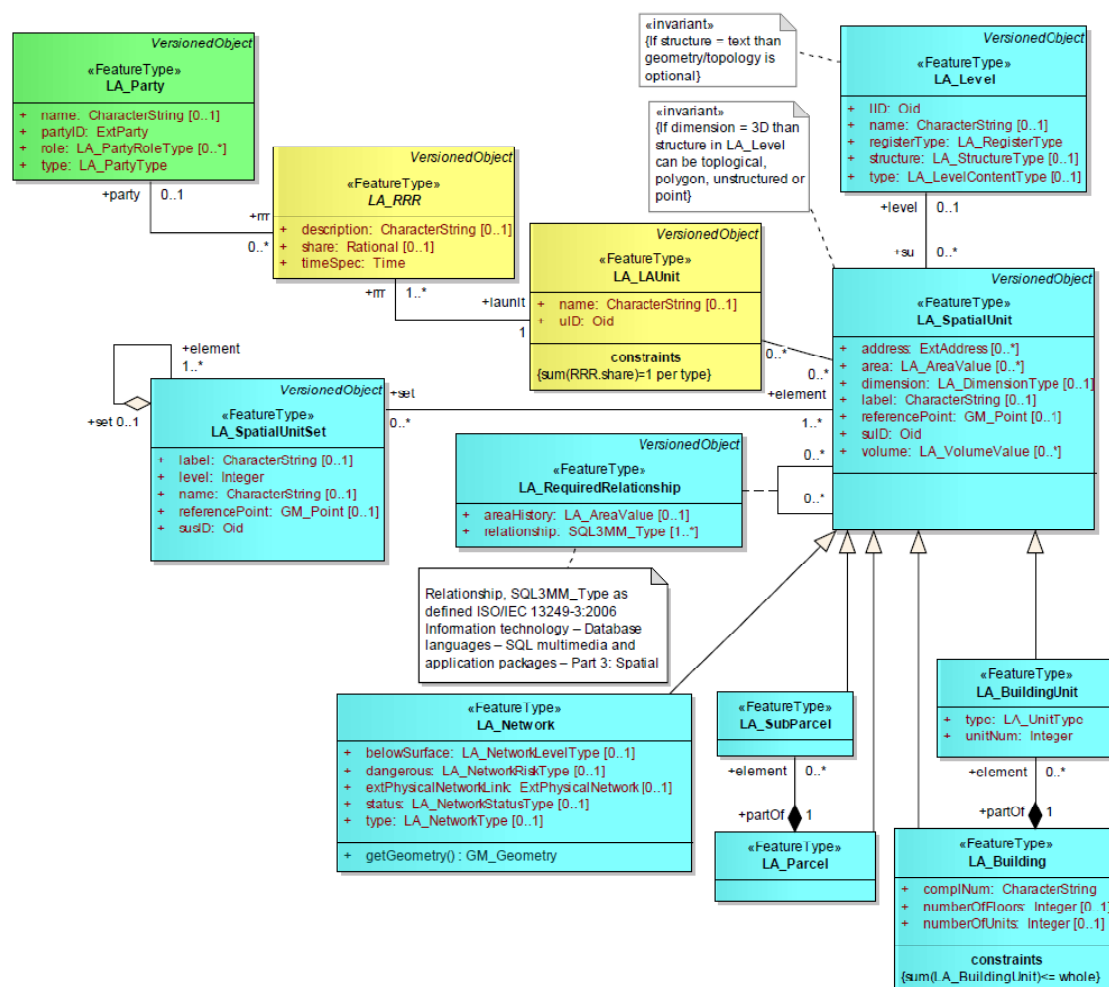 VersionedObject
«FeatureType»
LA_Party
+ name: CharacterString [0..1]
+ partyID: ExtParty
+ role: LA_PartyRoleType [0..*]
+ type: LA_PartyType
+party
0..1
+rrr
0..*
VersionedObject
«FeatureType»
LA_RRR
+ description: CharacterString [0..1]
+ share: Rational [0..1]
+ timeSpec: Time
+rrr
1..*
+launit
1
VersionedObject
«FeatureType»
LA_LAUnit
+ name: CharacterString [0..1]
+ uID: Oid
constraints
{sum(RRR.share)=1 per type}
0..*
0..*
«invariant»
{If structure = text than
geometry/topology is
optional}
«invariant»
{If dimension = 3D than
structure in LA_Level
can be toplogical,
polygon, unstructured or
point}
VersionedObject
«FeatureType»
LA_Level
+ lID: Oid
+ name: CharacterString [0..1]
+ registerType: LA_RegisterType
+ structure: LA_StructureType [0..1]
+ type: LA_LevelContentType [0..1]
+level
0..1
+su
0..*
VersionedObject
«FeatureType»
LA_SpatialUnit
+ address: ExtAddress [0..*]
+ area: LA_AreaValue [0..*]
+ dimension: LA_DimensionType [0..1]
+ label: CharacterString [0..1]
+ referencePoint: GM_Point [0..1]
+ suID: Oid
+ volume: LA_VolumeValue [0..*]
+element
1..*
+set 0..1
VersionedObject
«FeatureType»
LA_SpatialUnitSet
+ label: CharacterString [0..1]
+ level: Integer
+ name: CharacterString [0..1]
+ referencePoint: GM_Point [0..1]
+ susID: Oid
+set
0..*
+element
1..*
VersionedObject
«FeatureType»
LA_RequiredRelationship
+ areaHistory: LA_AreaValue [0..1]
+ relationship: SQL3MM_Type [1..*]
0..*
0..*
Relationship, SQL3MM_Type as
defined ISO/IEC 13249-3:2006
Information technology – Database
languages – SQL multimedia and
application packages – Part 3: Spatial
«FeatureType»
LA_Network
+ belowSurface: LA_NetworkLevelType [0..1]
+ dangerous: LA_NetworkRiskType [0..1]
+ extPhysicalNetworkLink: ExtPhysicalNetwork [0..1]
+ status: LA_NetworkStatusType [0..1]
+ type: LA_NetworkType [0..1]
+ getGeometry() : GM_Geometry
«FeatureType»
LA_SubParcel
+element
0..*
+partOf
1
«FeatureType»
LA_Parcel
«FeatureType»
LA_BuildingUnit
+ type: LA_UnitType
+ unitNum: Integer
+element
0..*
+partOf
1
«FeatureType»
LA_Building
+ complNum: CharacterString
+ numberOfFloors: Integer [0..1]
+ numberOfUnits: Integer [0..1]
constraints
{sum(LA_BuildingUnit)<= whole}